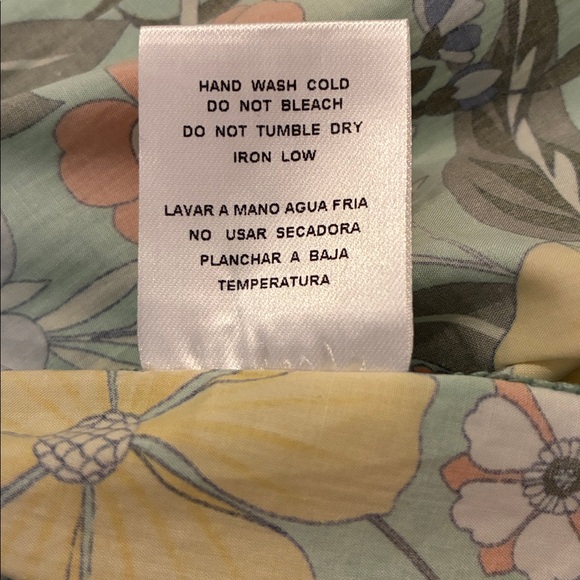 HAND WASH COLD
DO NOT BLEACH
DO NOT TUMBLE DRY
IRON LOW
LAVAR A MANO AGUA FRIA
NO USAR SECADORA
PLANCHAR A BAJA
TEMPERATURA